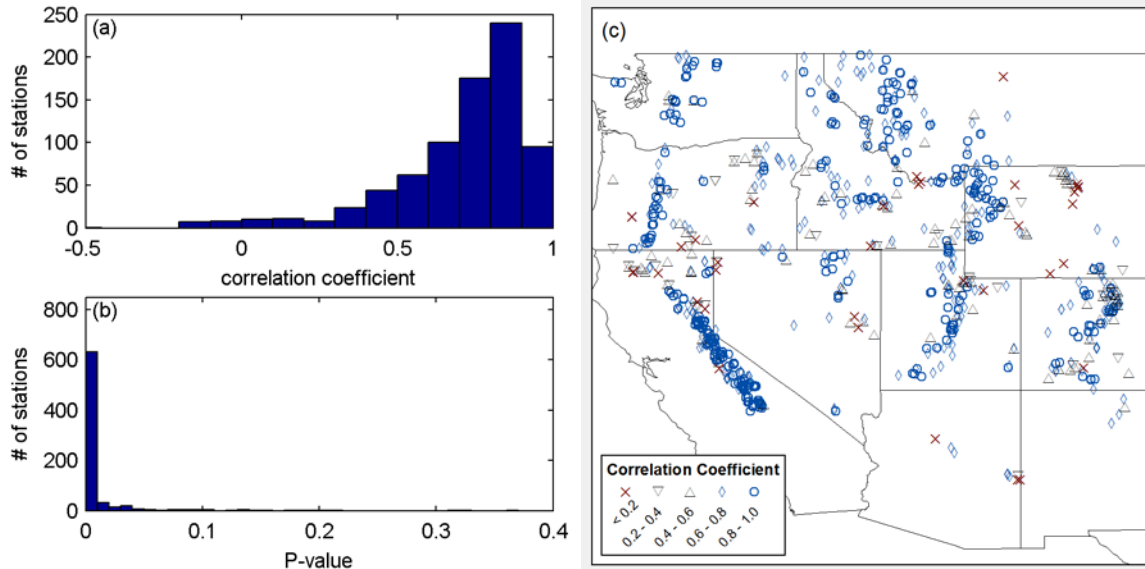 (a)
# of stations
250
200
150
100
50
0
-0.5
0
0.5
1
correlation coefficient
(b)
# of stations
800
600
400
200
0
0
0.1
0.2
0.3
0.4
P-value
(c)
Correlation Coefficient
< 0.2
0.2 - 0.4
0.4 - 0.6
0.6 - 0.8
0.8 - 1.0